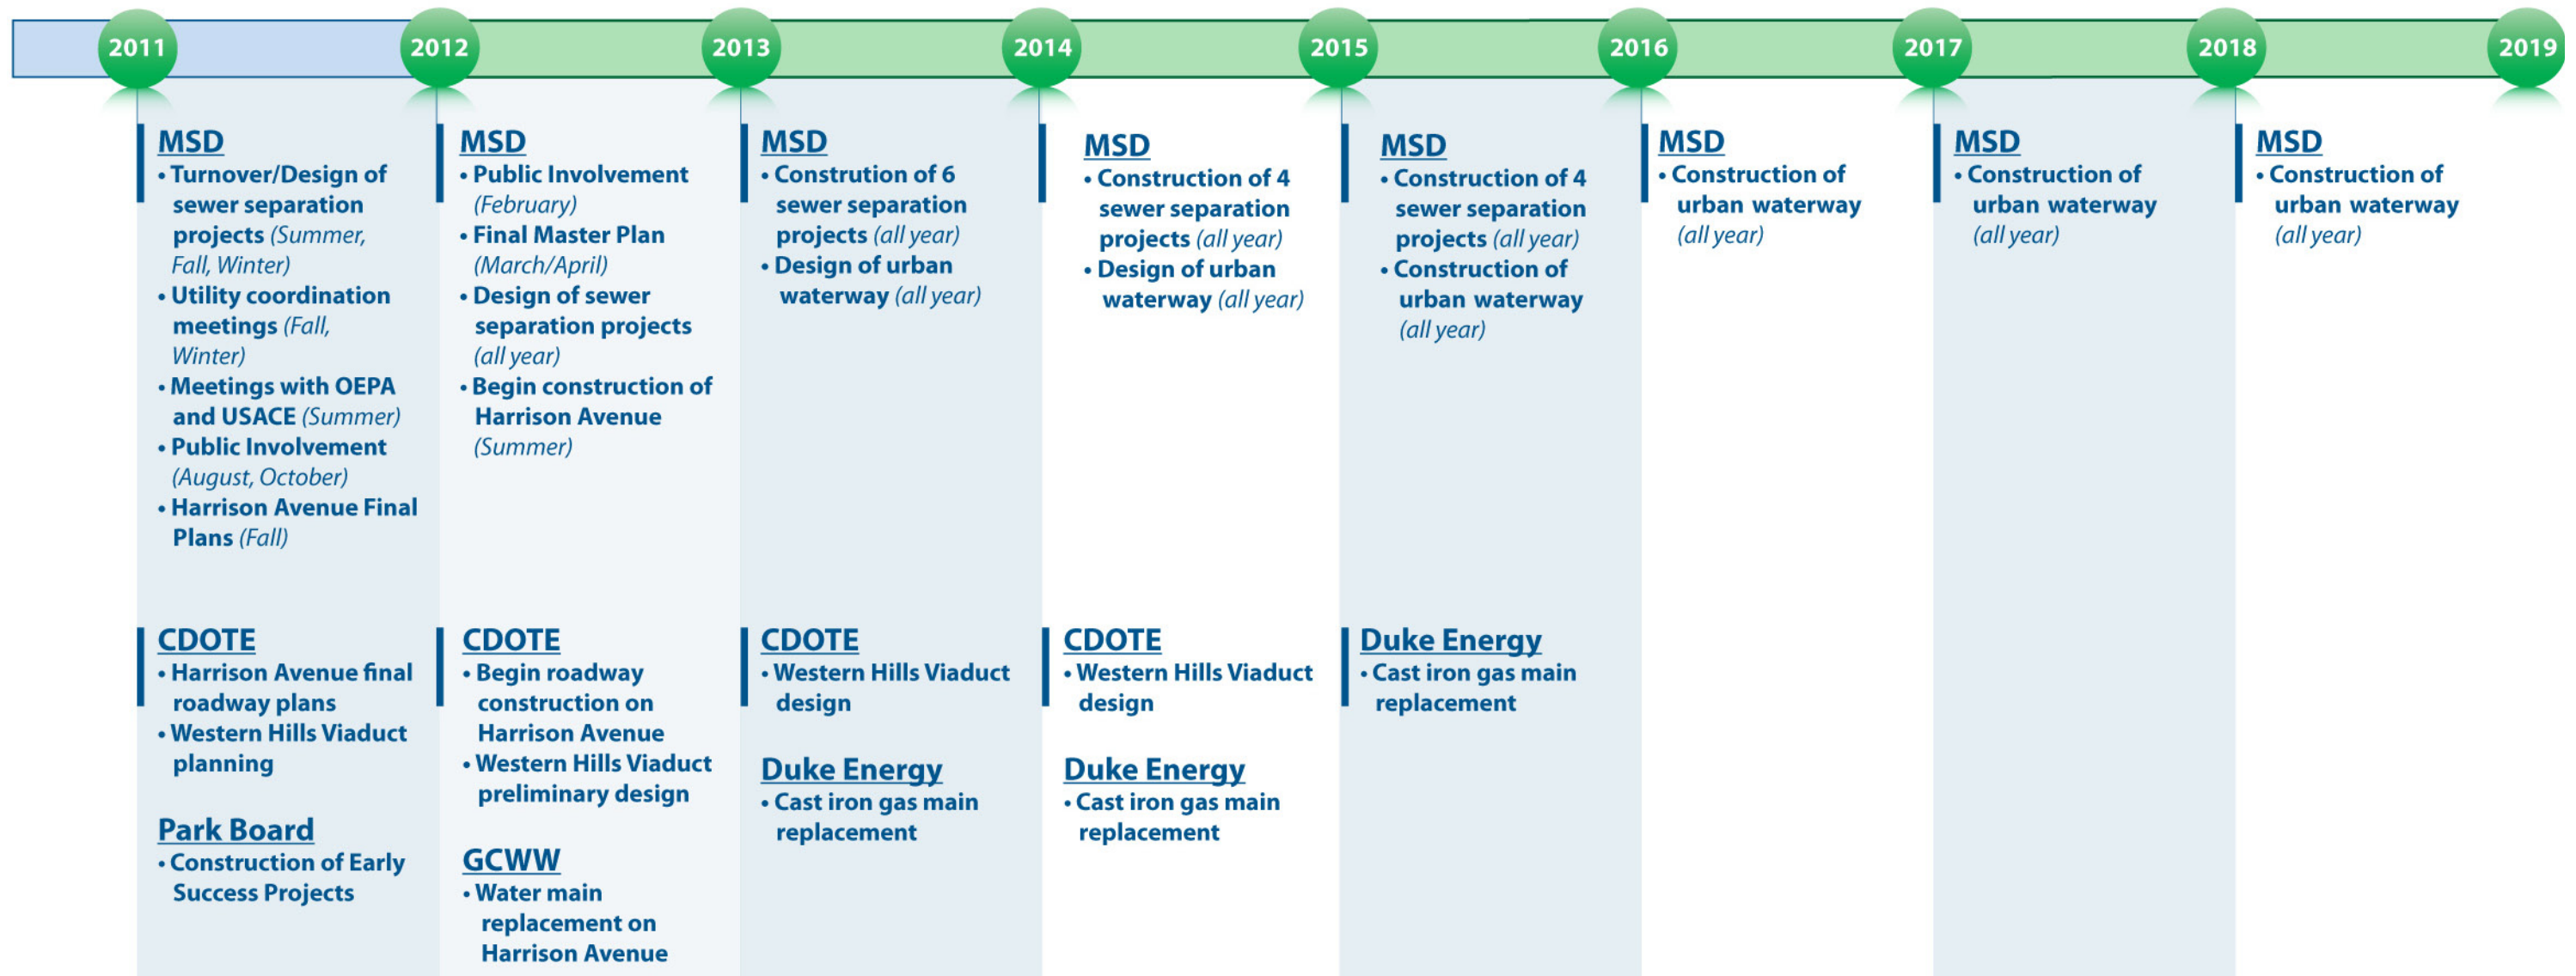 2011
2012
2013
2014
2015
2016
2017
2018
2019
MSD
• Turnover/Design of
sewer separation
projects (Summer,
Fall, Winter)
• Utility coordination
meetings (Fall,
Winter)
• Meetings with OEPA
and USACE (Summer)
• Public Involvement
(August, October)
• Harrison Avenue Final
Plans (Fall)
CDOTE
• Harrison Avenue final
roadway plans
• Western Hills Viaduct
planning
Park Board
• Construction of Early
Success Projects
MSD
• Public Involvement
(February)
• Final Master Plan
(March/April)
• Design of sewer
separation projects
(all year)
• Begin construction of
Harrison Avenue
(Summer)
CDOTE
• Begin roadway
construction on
Harrison Avenue
• Western Hills Viaduct
preliminary design
GCWW
• Water main
replacement on
Harrison Avenue
MSD
• Constrution of 6
sewer separation
projects (all year)
• Design of urban
waterway (all year)
CDOTE
• Western Hills Viaduct
design
Duke Energy
• Cast iron gas main
replacement
MSD
• Construction of 4
sewer separation
projects (all year)
• Design of urban
waterway (all year)
CDOTE
• Western Hills Viaduct
design
Duke Energy
• Cast iron gas main
replacement
MSD
• Construction of 4
sewer separation
projects (all year)
• Construction of
urban waterway
(all year)
Duke Energy
• Cast iron gas main
replacement
MSD
• Construction of
urban waterway
(all year)
MSD
• Construction of
urban waterway
(all year)
MSD
• Construction of
urban waterway
(all year)